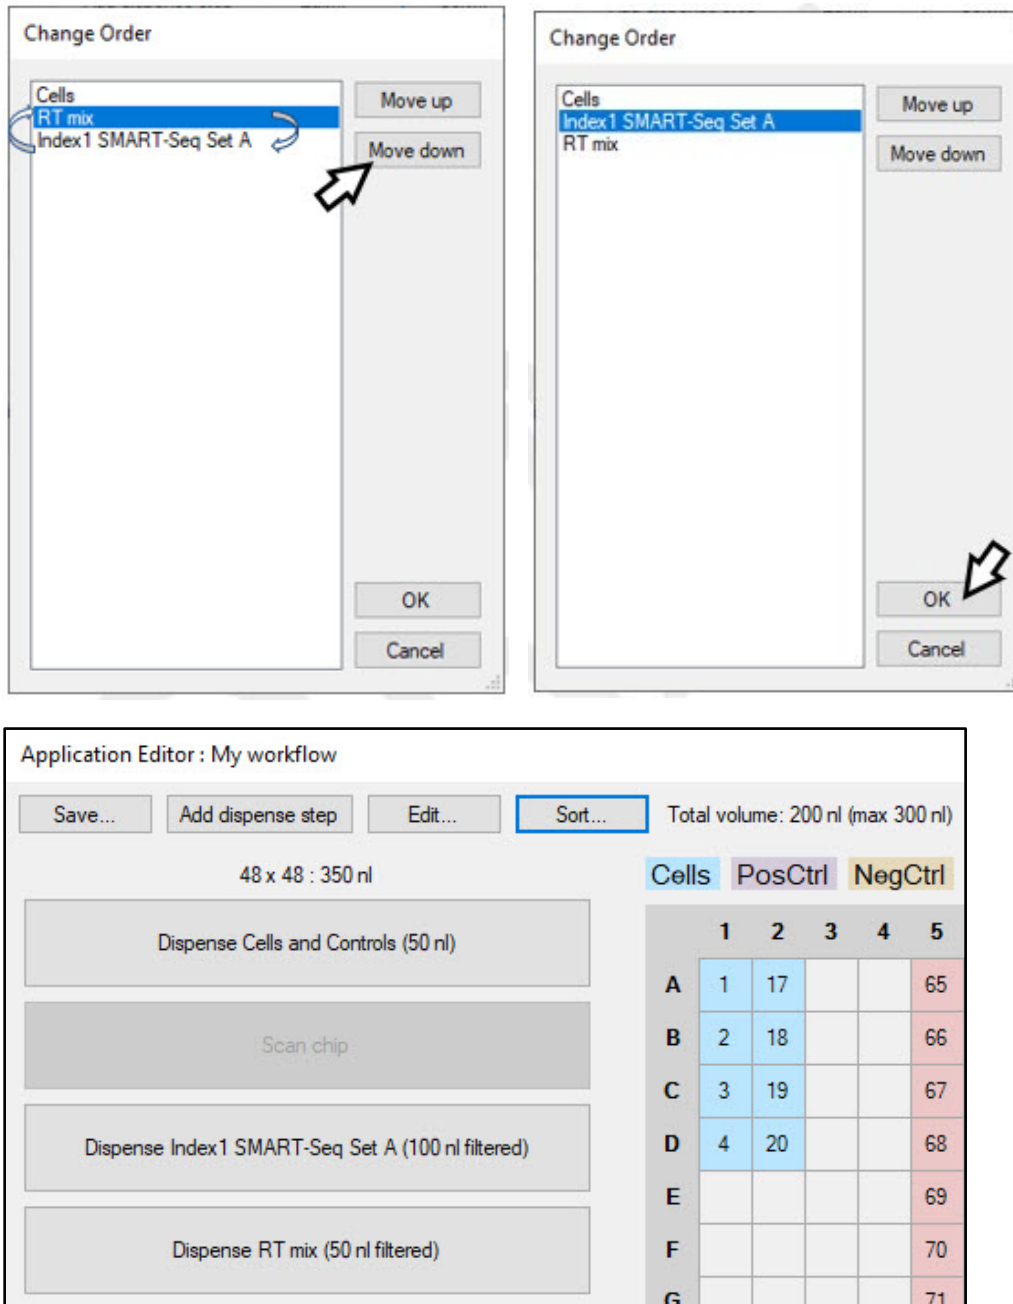 Change Order
Cells
RT mix
Index1 SMART-Seq Set A
Move up
Move down
OK
Cancel
Change Order
Cells
Index1 SMART-Seq Set A
RT mix
Move up
Move down
OK
Cancel
Application Editor : My workflow
Save... Add dispense step Edit... Sort... Total volume: 200 nl (max 300 nl)
48 x 48 : 350 nl
Dispense Cells and Controls (50 nl)
Scan chip
Dispense Index1 SMART-Seq Set A (100 nl filtered)
Dispense RT mix (50 nl filtered)
Cells PosCtrl NegCtrl
1 2 3 4 5
A 1 17 65
B 2 18 66
C 3 19 67
D 4 20 68
E 69
F 70
G 71